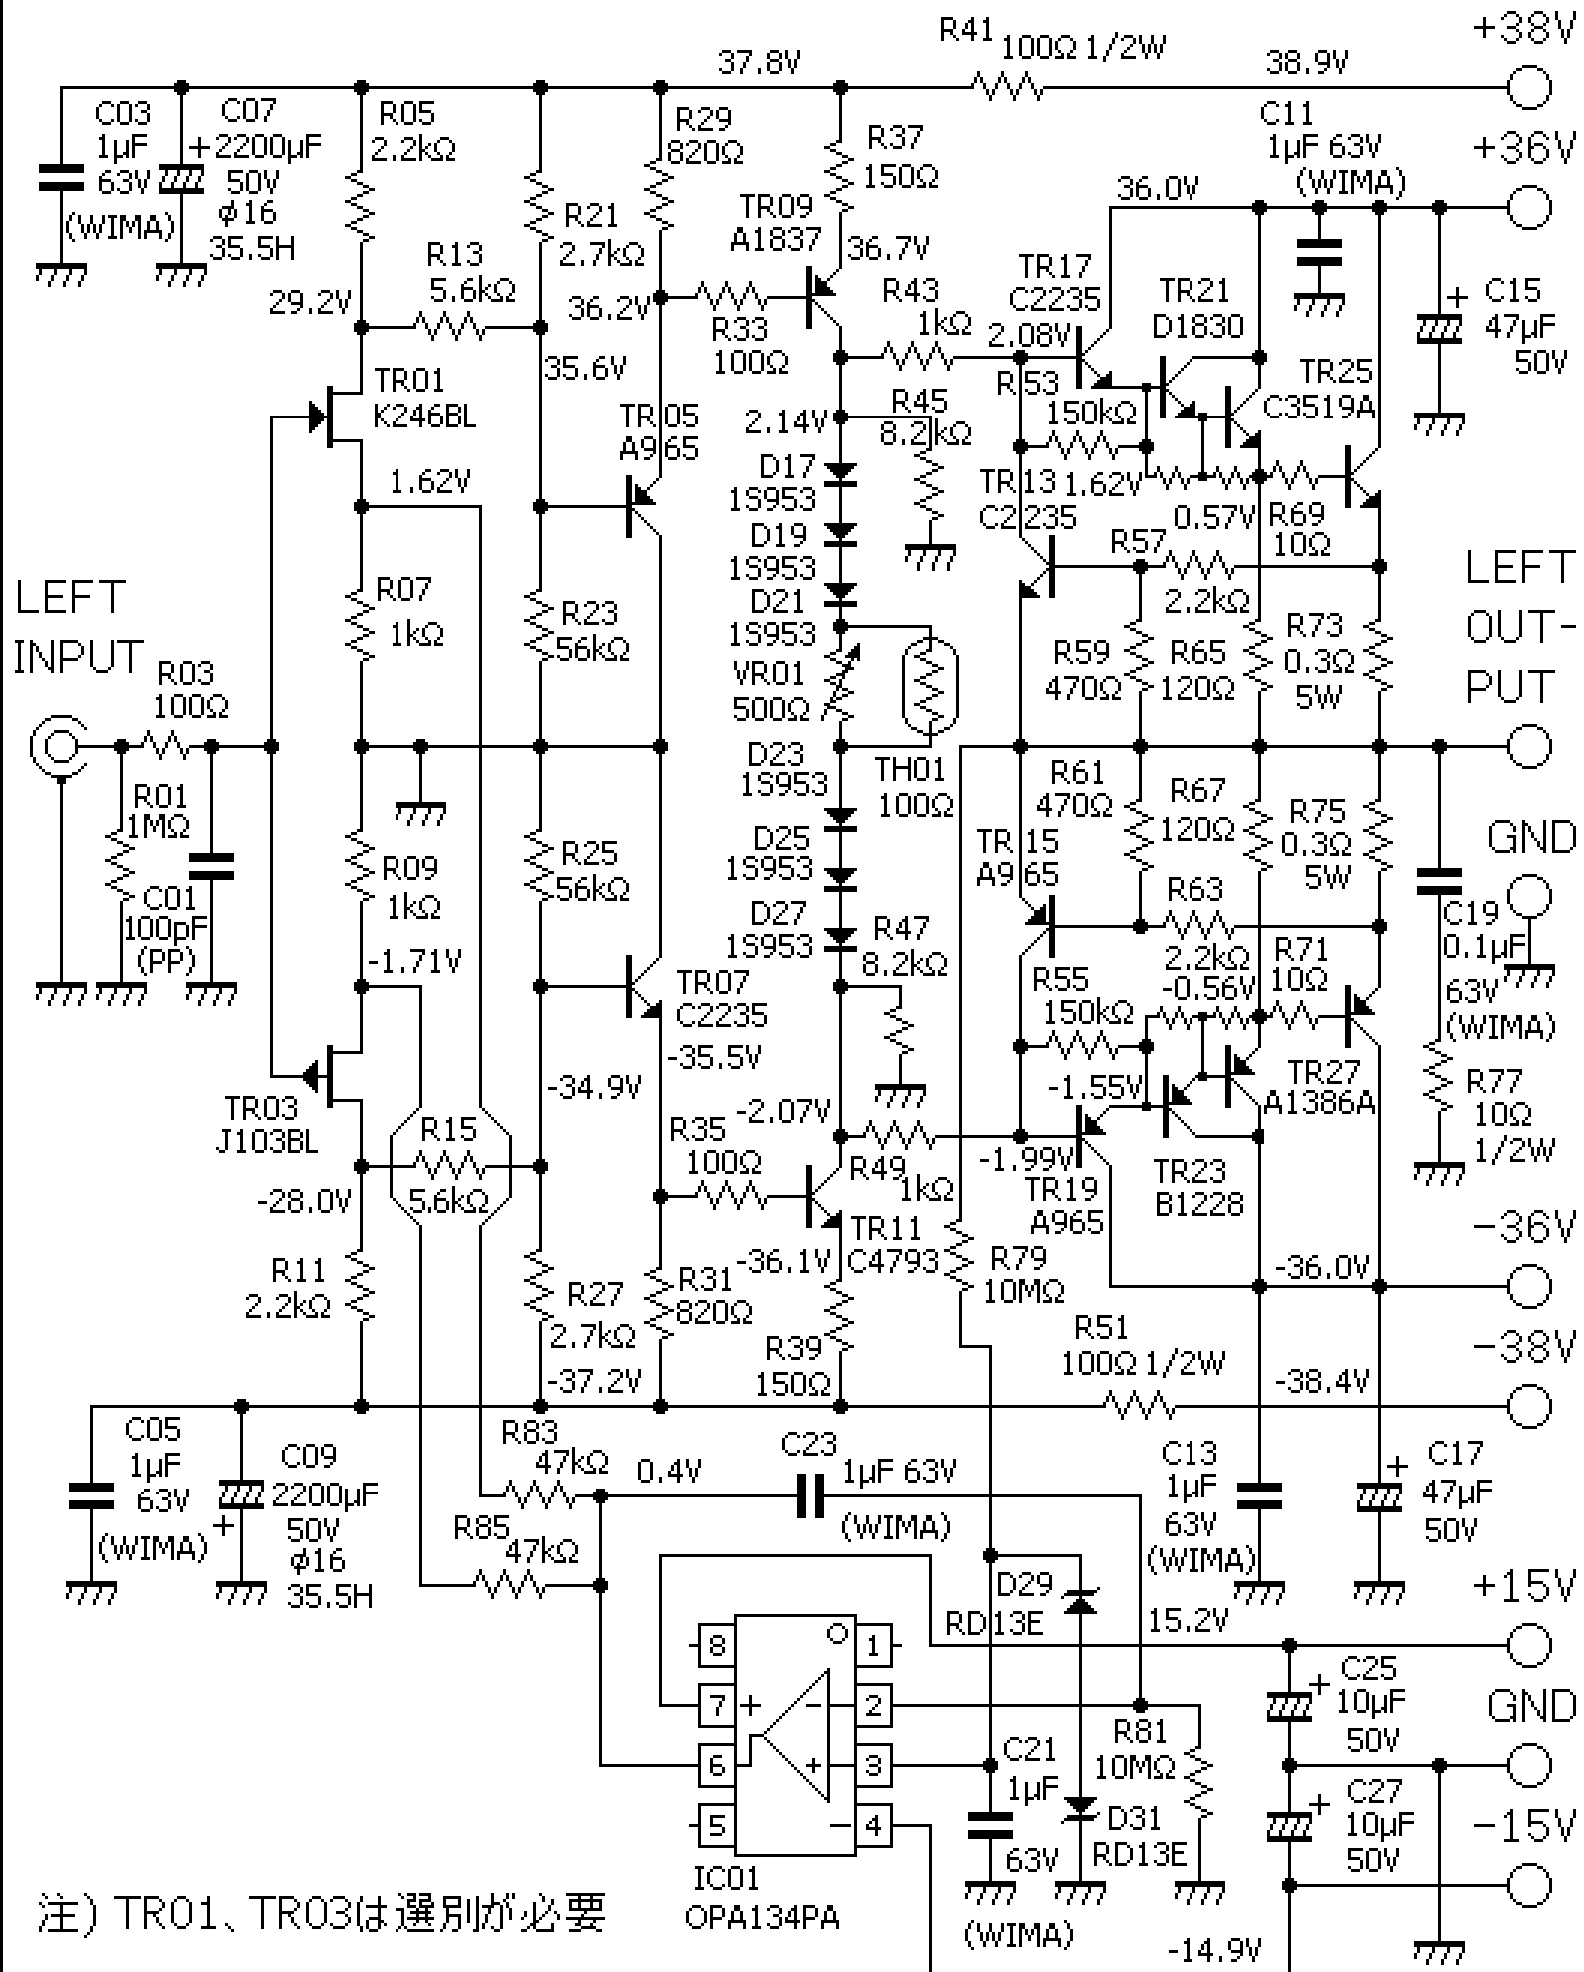 R41
100Ω 1/2W
37.8V
38.9V
+38V
C03
1μF
63V
(WIMA)
C07
+
2200μF
50V
φ16
35.5H
R05
2.2kΩ
R29
820Ω
R37
150Ω
C11
1μF 63V
(WIMA)
+36V
R21
2.7kΩ
TR09
A1837
36.7V
36.0V
R13
5.6kΩ
29.2V
36.2V
R33
100Ω
R43
1kΩ
TR17
C2235
2.08V
TR21
D1830
+
C15
47μF
50V
35.6V
TR01
K246BL
TR05
A965
2.14V
R45
8.2kΩ
R53
150kΩ
TR25
C3519A
1.62V
D17
1S953
TR13
C2235
1.62V
0.57V
R69
10Ω
D19
1S953
R57
2.2kΩ
LEFT
OUT-
PUT
LEFT
INPUT
R07
1kΩ
R23
56kΩ
D21
1S953
VR01
500Ω
R59
470Ω
R65
120Ω
R73
0.3Ω
5W
R03
100Ω
D23
1S953
TH01
100Ω
R61
470Ω
R67
120Ω
R75
0.3Ω
5W
GND
R01
1MΩ
C01
100pF
(PP)
R09
1kΩ
R25
56kΩ
D25
1S953
TR15
A965
R63
2.2kΩ
D27
1S953
R47
8.2kΩ
C19
0.1μF
63V
(WIMA)
-1.71V
TR07
C2235
R55
150kΩ
-0.56V
R71
10Ω
-35.5V
-34.9V
-1.55V
TR27
A1386A
R77
10Ω
1/2W
TR03
J103BL
R15
5.6kΩ
-2.07V
R35
100Ω
R49
1kΩ
-1.99V
TR19
A965
TR23
B1228
-28.0V
TR11
C4793
-36V
R11
2.2kΩ
R27
2.7kΩ
R31
820Ω
-36.1V
R79
10MΩ
-36.0V
R39
150Ω
R51
100Ω 1/2W
-38V
-37.2V
-38.4V
C05
1μF
63V
(WIMA)
C09
2200μF
+
50V
φ16
35.5H
R83
47kΩ
0.4V
C23
1μF 63V
(WIMA)
C13
1μF
63V
(WIMA)
+
C17
47μF
50V
R85
47kΩ
D29
RD13E
15.2V
+15V
8
1
7
+
-
2
6
+
3
5
-
4
IC01
OPA134PA
C21
1μF
63V
(WIMA)
R81
10MΩ
D31
RD13E
C25
+
10μF
50V
GND
C27
+
10μF
50V
-15V
-14.9V
注) TR01、TR03は選別が必要